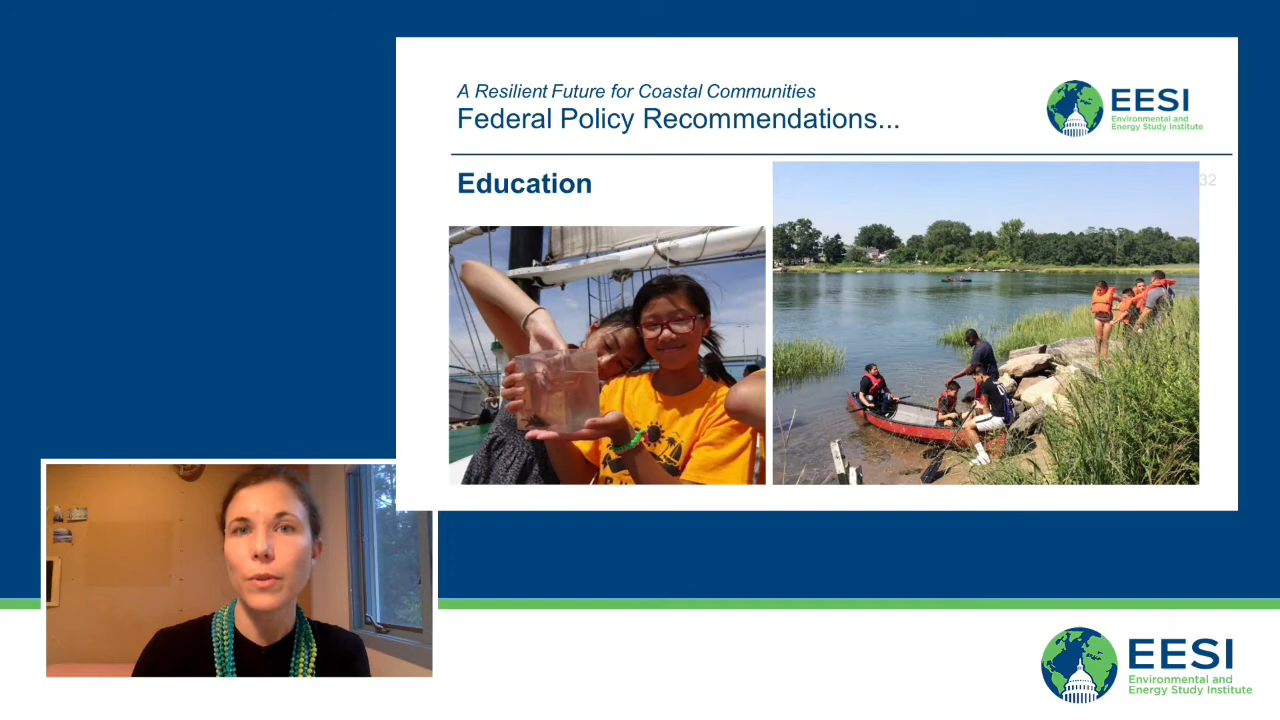 A Resilient Future for Coastal Communities
Federal Policy Recommendations...
EESI
Environmental and
Energy Study Institute
Education
32
EESI
Environmental and
Energy Study Institute